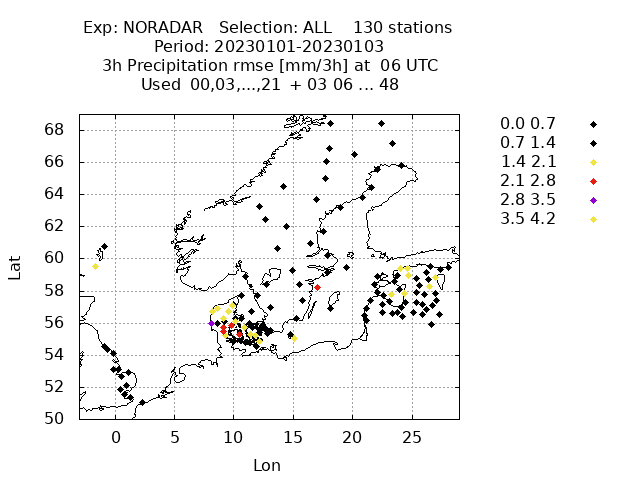 Exp: NORADAR   Selection: ALL    130 stations
Period: 20230101-20230103
3h Precipitation rmse [mm/3h] at  06 UTC
Used  00,03,...,21  + 03 06 ... 48
0.0 0.7
0.7 1.4
1.4 2.1
2.1 2.8
2.8 3.5
3.5 4.2
68
66
64
62
60
58
56
54
52
50
Lat
0 5 10 15 20 25
Lon